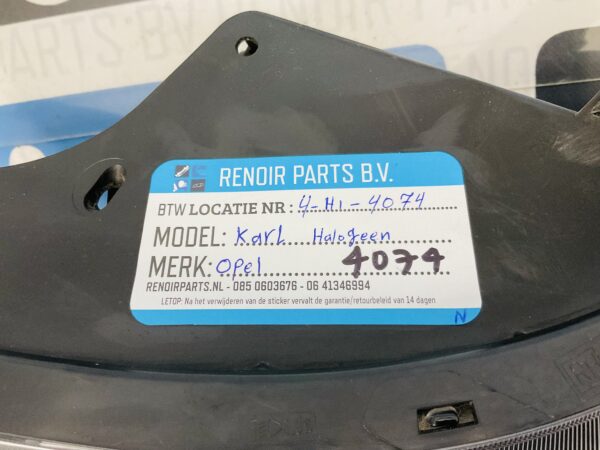 RENOIR PARTS B.V.
BTW LOCATIE NR: 4-H1-4074
MODEL: Karl Halogeen
MERK: Opel 4074
RENOIRPARTS.NL - 085 0603676 - 06 41346994
LETOP: Na het verwijderen van de sticker vervalt de garantie/retourbeleid van 14 dagen
N